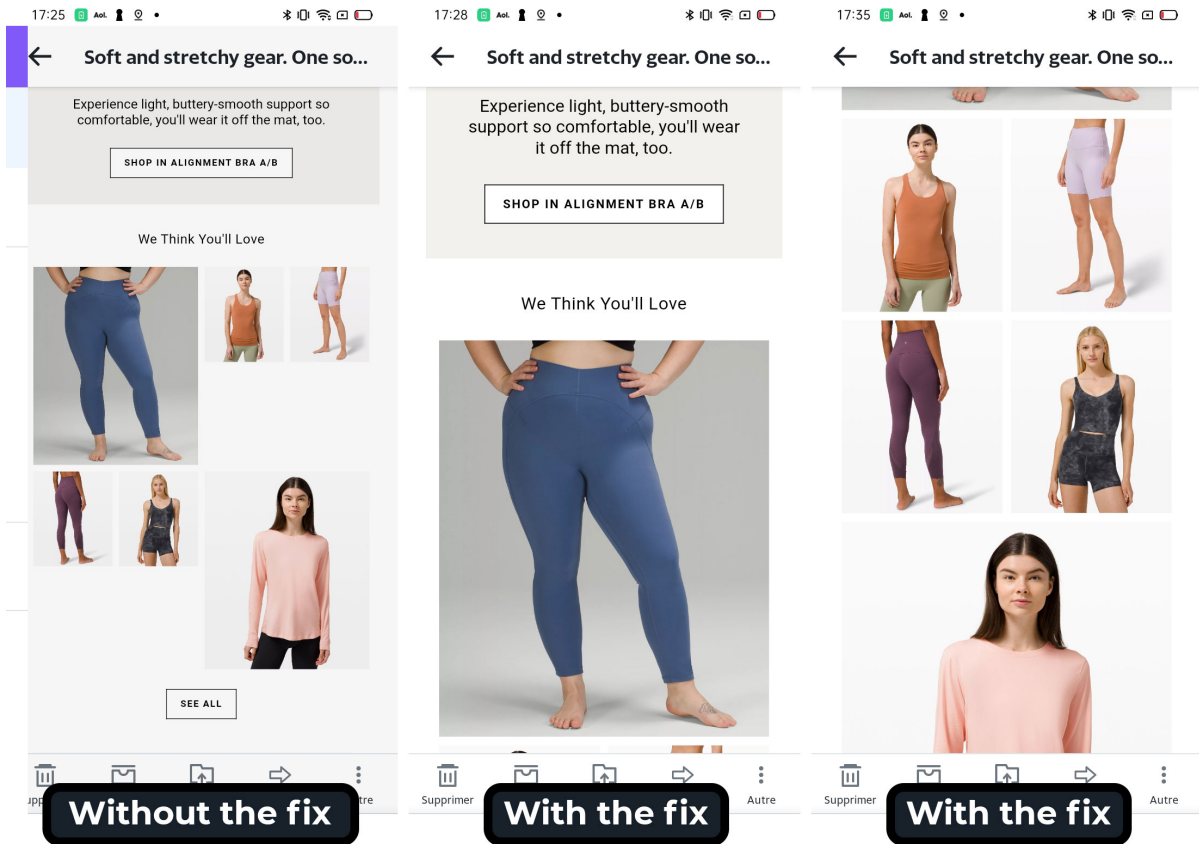 17:25 Aol.
Soft and stretchy gear. One so...
Experience light, buttery-smooth support so
comfortable, you'll wear it off the mat, too.
SHOP IN ALIGNMENT BRA A/B
We Think You'll Love
SEE ALL
Without the fix
17:28 Aol.
Soft and stretchy gear. One so...
Experience light, buttery-smooth
support so comfortable, you'll wear
it off the mat, too.
SHOP IN ALIGNMENT BRA A/B
We Think You'll Love
Supprimer
Autre
With the fix
17:35 Aol.
Soft and stretchy gear. One so...
Supprimer
Autre
With the fix